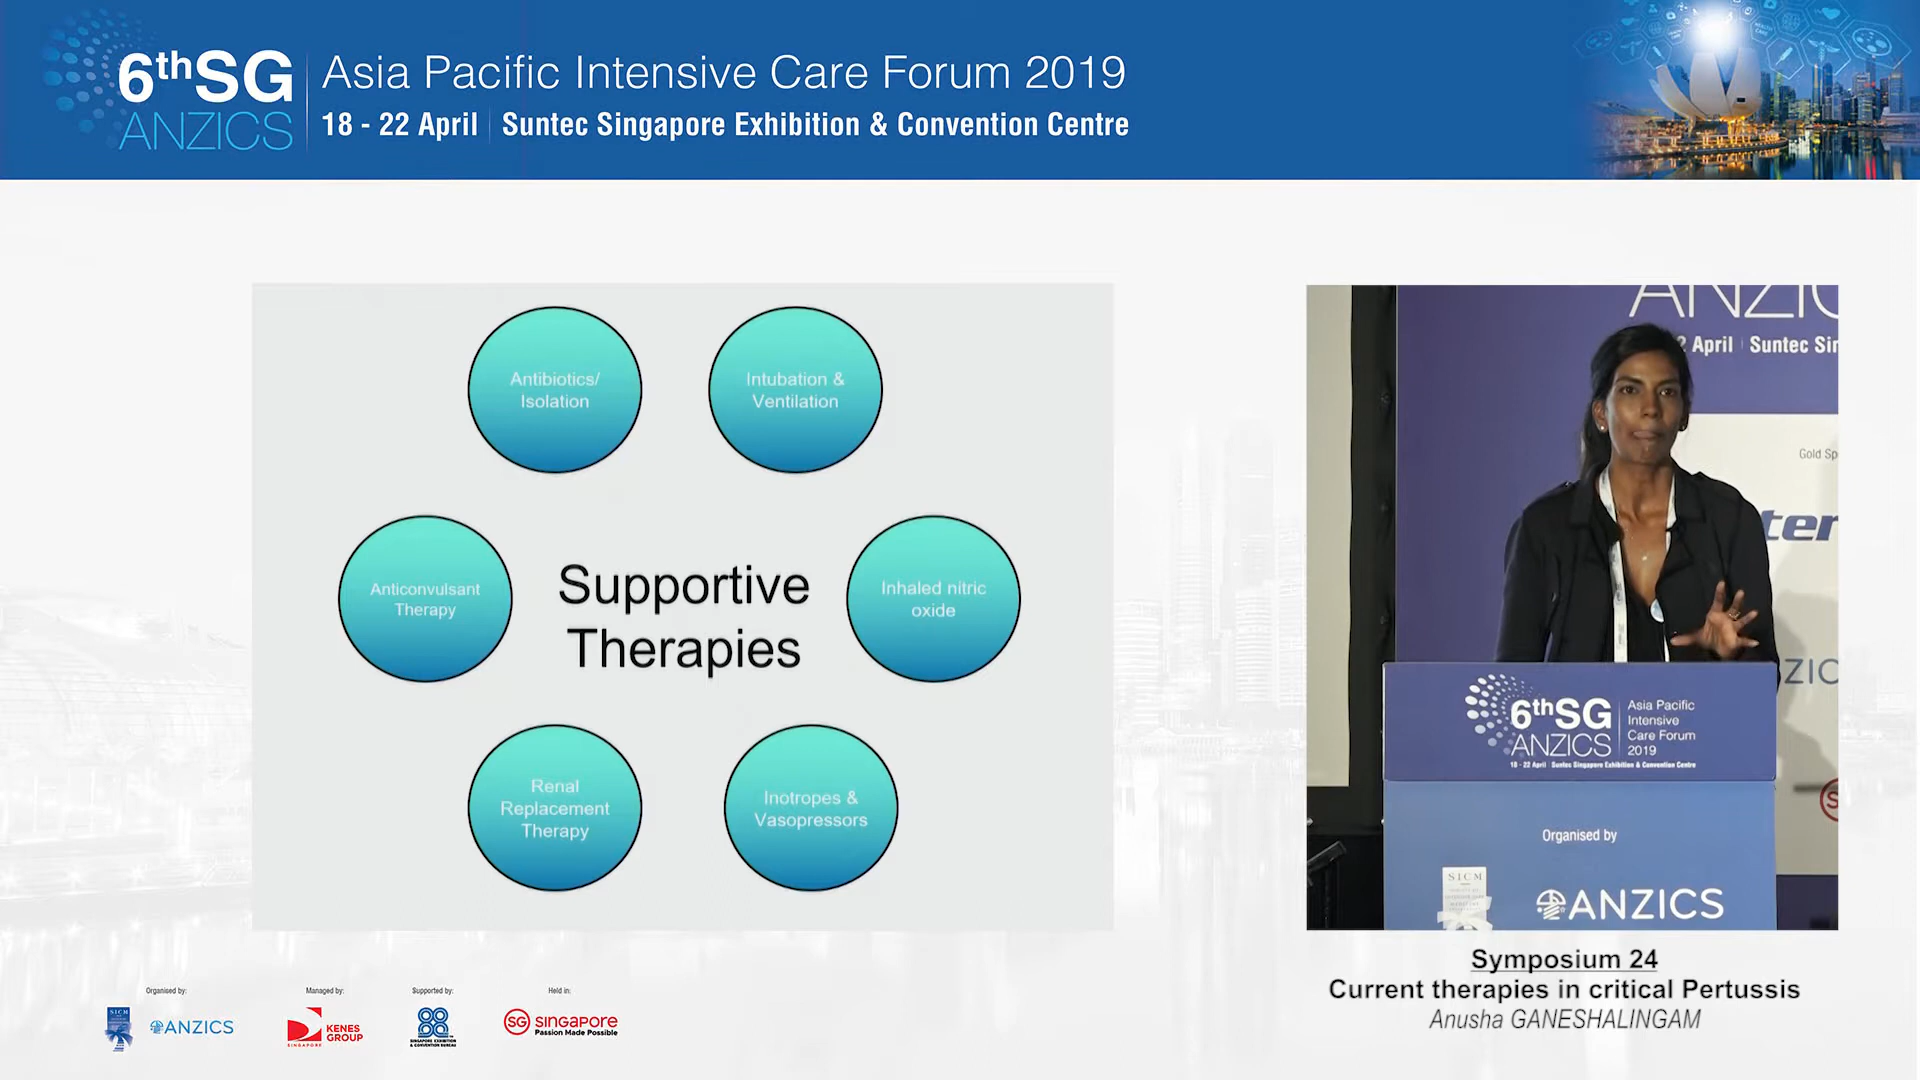 6thSG
ANZICS
Asia Pacific Intensive Care Forum 2019
18 - 22 April | Suntec Singapore Exhibition & Convention Centre
Antibiotics/
Isolation
Intubation &
Ventilation
Anticonvulsant
Therapy
Supportive
Therapies
Inhaled nitric
oxide
Renal
Replacement
Therapy
Inotropes &
Vasopressors
ANZIC
2 April | Suntec Sin
Gold Sp
ter
ZIC
6thSG
ANZICS
Asia Pacific
Intensive
Care Forum
2019
18 - 22 April | Suntec Singapore Exhibition & Convention Centre
Organised by
SICM
ANZICS
Symposium 24
Current therapies in critical Pertussis
Anusha GANESHALINGAM
Organised by:
SICM
ANZICS
Managed by:
KENES
GROUP
SINGAPORE
Supported by:
SINGAPORE EXHIBITION
& CONVENTION BUREAU
Held in:
SG SINGAPORE
Passion Made Possible